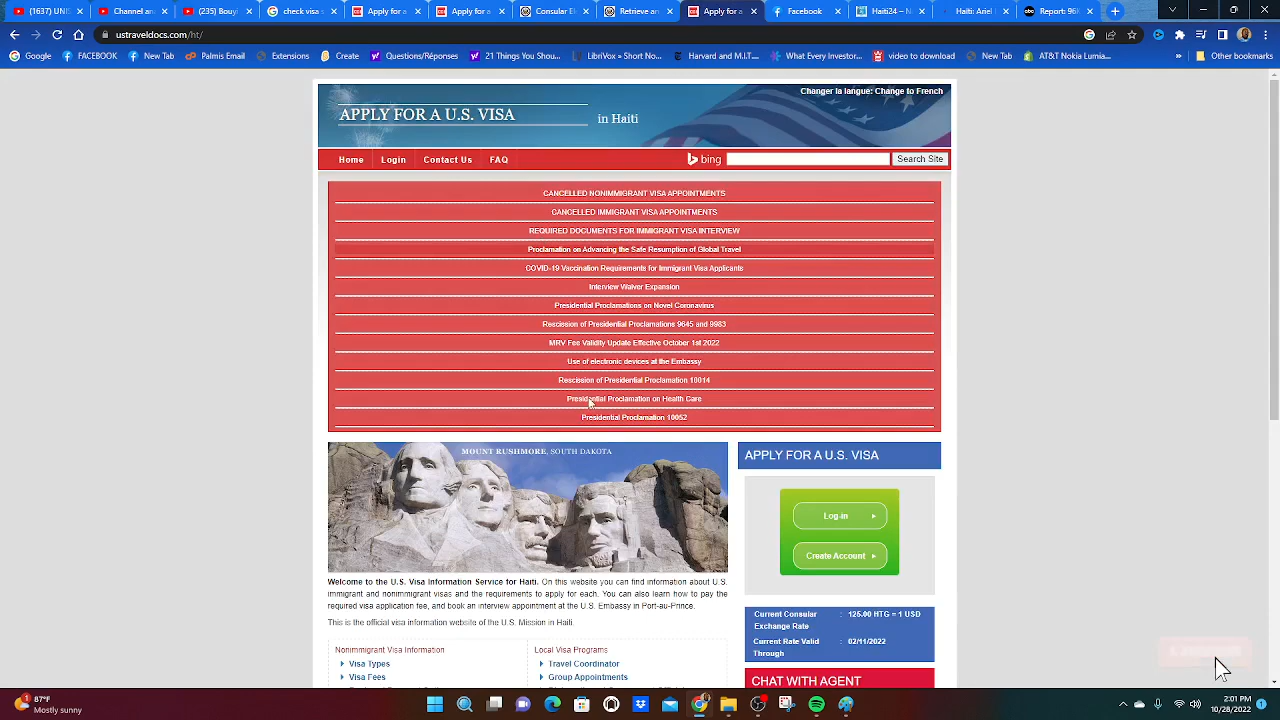 (1637) UNI
Channel an
(235) Bouy
check visa
Apply for a
Haiti24 – N
Haiti: Ariel
Report: 96K
ustraveldocs.com/ht/
Google
FACEBOOK
New Tab
Palmis Email
Extensions
Create
Questions/Réponses
21 Things You Shou...
LibriVox » Short No...
Harvard and M.I.T...
What Every Investor...
video to download
New Tab
AT&T Nokia Lumia...
»
Other bookmarks
Changer la langue: Change to French
APPLY FOR A U.S. VISA
in Haiti
Home
Login
Contact Us
FAQ
bing
Search Site
CANCELLED NONIMMIGRANT VISA APPOINTMENTS
CANCELLED IMMIGRANT VISA APPOINTMENTS
REQUIRED DOCUMENTS FOR IMMIGRANT VISA INTERVIEW
Proclamation on Advancing the Safe Resumption of Global Travel
COVID-19 Vaccination Requirements for Immigrant Visa Applicants
Interview Waiver Expansion
Presidential Proclamations on Novel Coronavirus
Rescission of Presidential Proclamations 9645 and 9983
MRV Fee Validity Update Effective October 1st 2022
Use of electronic devices at the Embassy
Rescission of Presidential Proclamation 10014
Presidential Proclamation on Health Care
Presidential Proclamation 10052
MOUNT RUSHMORE, SOUTH DAKOTA
Welcome to the U.S. Visa Information Service for Haiti. On this website you can find information about U.S.
immigrant and nonimmigrant visas and the requirements to apply for each. You can also learn how to pay the
required visa application fee, and book an interview appointment at the U.S. Embassy in Port-au-Prince.
This is the official visa information website of the U.S. Mission in Haiti.
Nonimmigrant Visa Information
Visa Types
Visa Fees
Local Visa Programs
Travel Coordinator
Group Appointments
APPLY FOR A U.S. VISA
Log-in
Create Account
Current Consular Exchange Rate : 125.00 HTG = 1 USD
Current Rate Valid Through : 02/11/2022
CHAT WITH AGENT
87°F
Mostly sunny
2:01 PM
10/28/2022